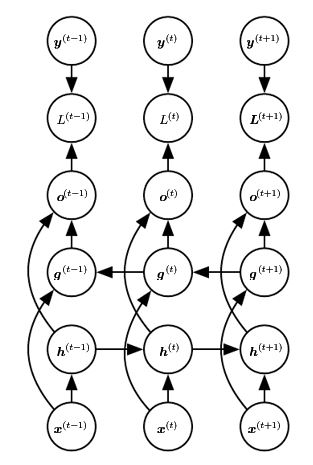 y^(t−1) y^(t) y^(t+1)
L^(t−1) L^(t) L^(t+1)
o^(t−1) o^(t) o^(t+1)
g^(t−1) g^(t) g^(t+1)
h^(t−1) h^(t) h^(t+1)
x^(t−1) x^(t) x^(t+1)